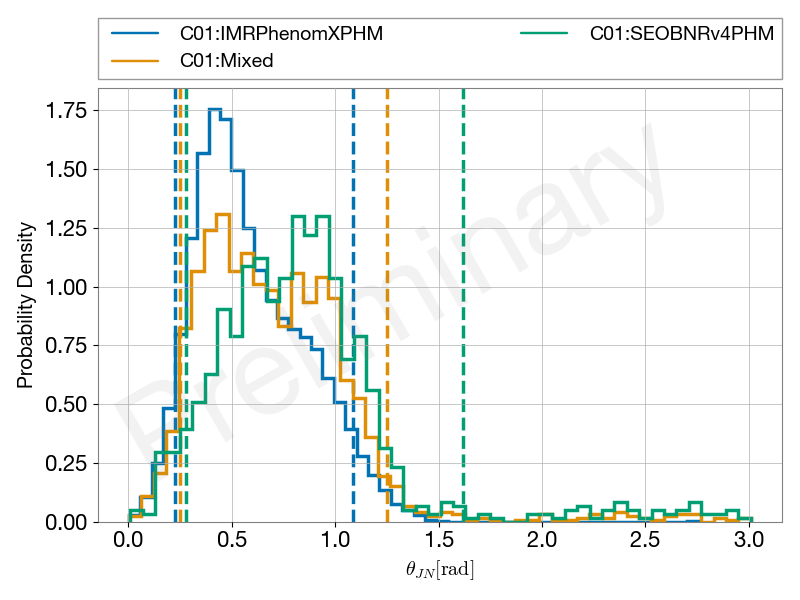 C01:IMRPhenomXPHM
C01:SEOBNRv4PHM
C01:Mixed
Preliminary
Probability Density
1.75
1.50
1.25
1.00
0.75
0.50
0.25
0.00
0.0 0.5 1.0 1.5 2.0 2.5 3.0
θ_JN[rad]